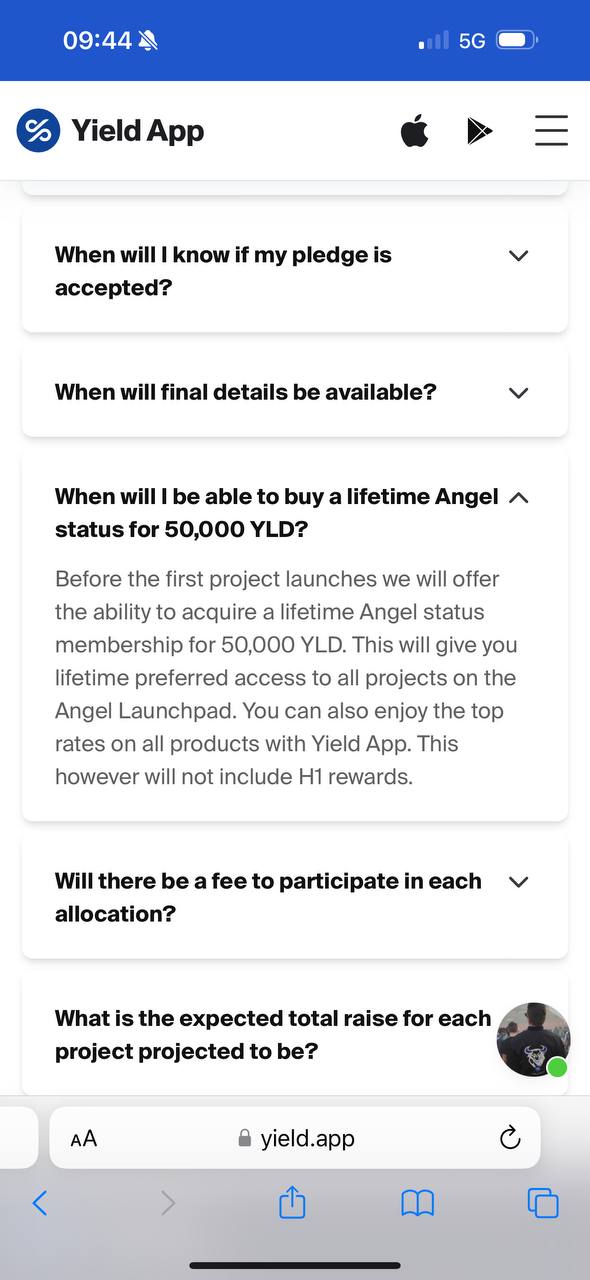 09:44
5G
Yield App
When will I know if my pledge is
accepted?
When will final details be available?
When will I be able to buy a lifetime Angel
status for 50,000 YLD?
Before the first project launches we will offer
the ability to acquire a lifetime Angel status
membership for 50,000 YLD. This will give you
lifetime preferred access to all projects on the
Angel Launchpad. You can also enjoy the top
rates on all products with Yield App. This
however will not include H1 rewards.
Will there be a fee to participate in each
allocation?
What is the expected total raise for each
project projected to be?
AA
yield.app